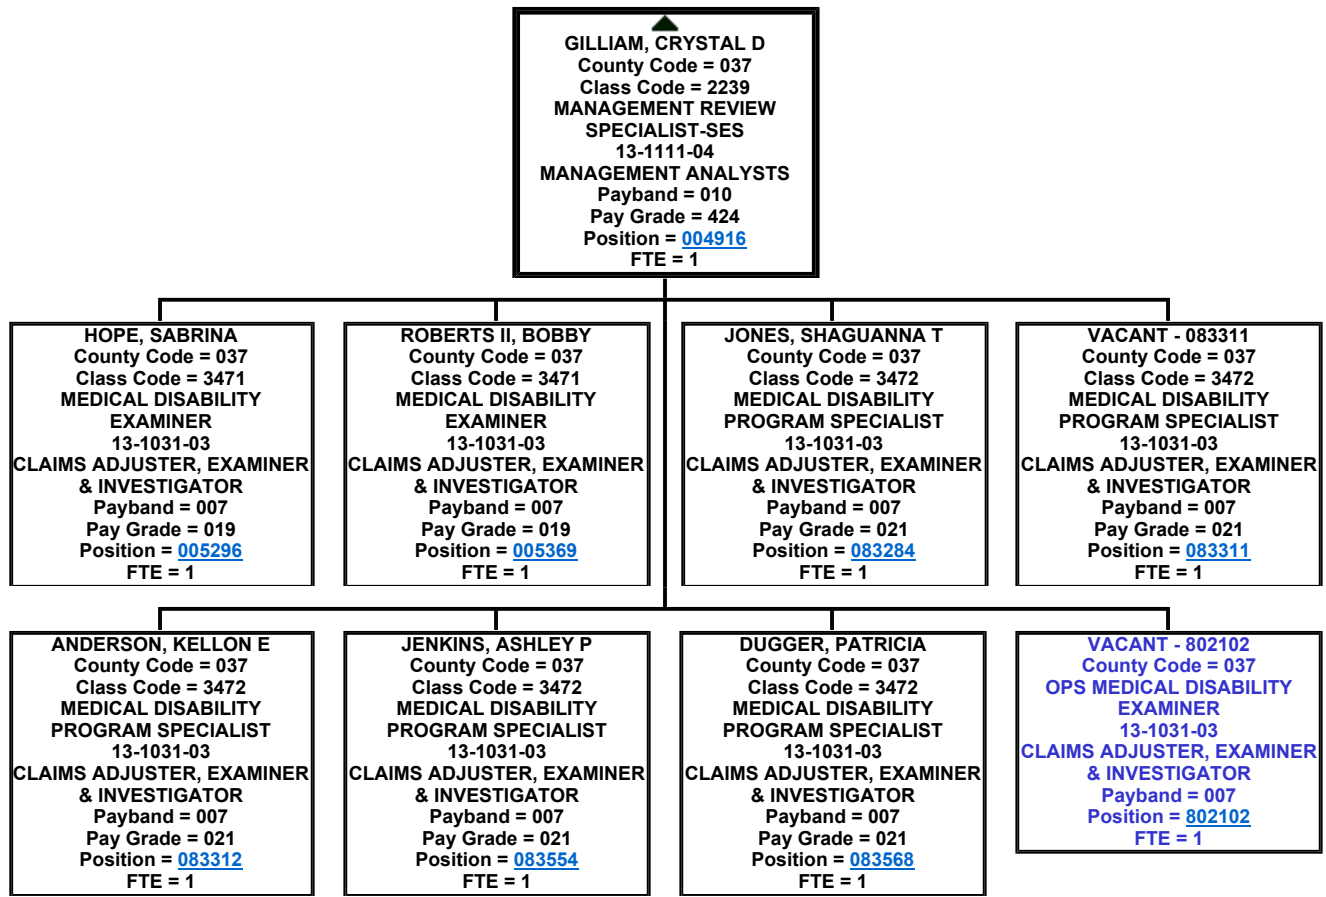 GILLIAM, CRYSTAL D
County Code = 037
Class Code = 2239
MANAGEMENT REVIEW
SPECIALIST-SES
13-1111-04
MANAGEMENT ANALYSTS
Payband = 010
Pay Grade = 424
Position = 004916
FTE = 1
HOPE, SABRINA
County Code = 037
Class Code = 3471
MEDICAL DISABILITY
EXAMINER
13-1031-03
CLAIMS ADJUSTER, EXAMINER
& INVESTIGATOR
Payband = 007
Pay Grade = 019
Position = 005296
FTE = 1
ROBERTS II, BOBBY
County Code = 037
Class Code = 3471
MEDICAL DISABILITY
EXAMINER
13-1031-03
CLAIMS ADJUSTER, EXAMINER
& INVESTIGATOR
Payband = 007
Pay Grade = 019
Position = 005369
FTE = 1
JONES, SHAGUANNA T
County Code = 037
Class Code = 3472
MEDICAL DISABILITY
PROGRAM SPECIALIST
13-1031-03
CLAIMS ADJUSTER, EXAMINER
& INVESTIGATOR
Payband = 007
Pay Grade = 021
Position = 083284
FTE = 1
VACANT - 083311
County Code = 037
Class Code = 3472
MEDICAL DISABILITY
PROGRAM SPECIALIST
13-1031-03
CLAIMS ADJUSTER, EXAMINER
& INVESTIGATOR
Payband = 007
Pay Grade = 021
Position = 083311
FTE = 1
ANDERSON, KELLON E
County Code = 037
Class Code = 3472
MEDICAL DISABILITY
PROGRAM SPECIALIST
13-1031-03
CLAIMS ADJUSTER, EXAMINER
& INVESTIGATOR
Payband = 007
Pay Grade = 021
Position = 083312
FTE = 1
JENKINS, ASHLEY P
County Code = 037
Class Code = 3472
MEDICAL DISABILITY
PROGRAM SPECIALIST
13-1031-03
CLAIMS ADJUSTER, EXAMINER
& INVESTIGATOR
Payband = 007
Pay Grade = 021
Position = 083554
FTE = 1
DUGGER, PATRICIA
County Code = 037
Class Code = 3472
MEDICAL DISABILITY
PROGRAM SPECIALIST
13-1031-03
CLAIMS ADJUSTER, EXAMINER
& INVESTIGATOR
Payband = 007
Pay Grade = 021
Position = 083568
FTE = 1
VACANT - 802102
County Code = 037
OPS MEDICAL DISABILITY
EXAMINER
13-1031-03
CLAIMS ADJUSTER, EXAMINER
& INVESTIGATOR
Payband = 007
Position = 802102
FTE = 1